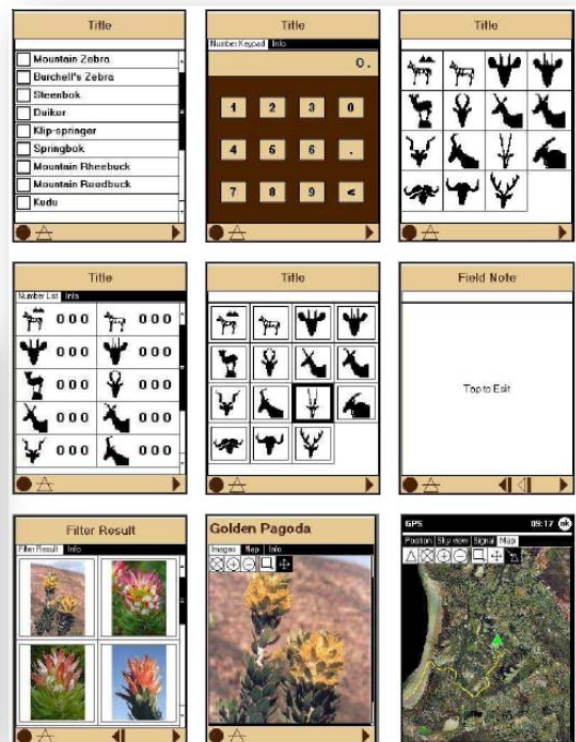 Title
Mountain Zebra
Burchell's Zebra
Steenbok
Duiker
Klip-springer
Springbok
Mountain Rheebuck
Mountain Reedbuck
Kudu
Title
Number Keypad Info
0.
1 2 3 0
4 5 6 .
7 8 9 <
Title
Title
Number List Info
000 000
000 000
000 000
000 000
000 000
Title
Field Note
Tap to Edit
Filter Result
Filter Result Info
Golden Pagoda
Images Map Info
GPS 09:17 ok
Position Sky view Signal Map